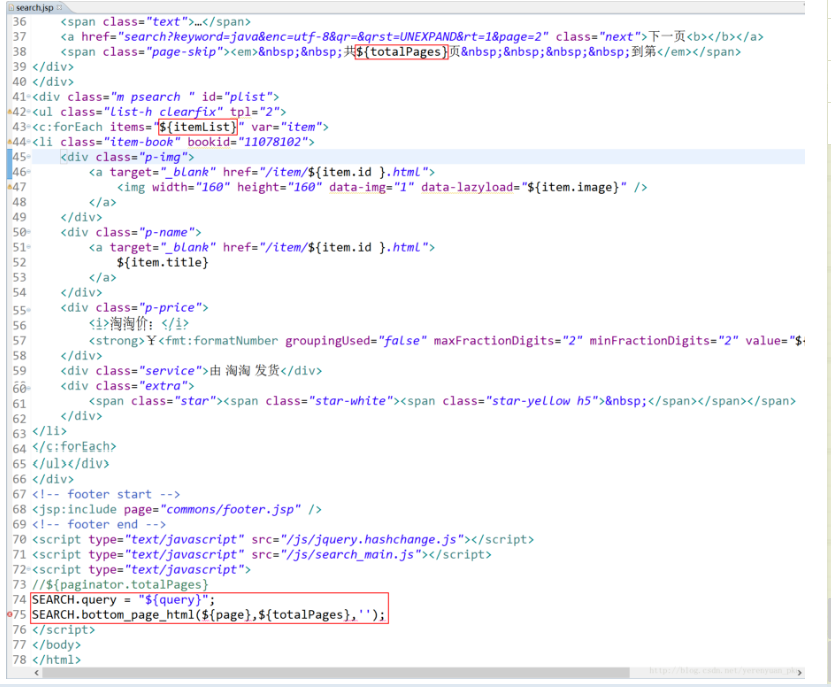 search.jsp
36 <span class="text">…</span>
37 <a href="search?keyword=java&enc=utf-8&qr=&qrst=UNEXPAND&rt=1&page=2" class="next">下一页<b></b></a>
38 <span class="page-skip"><em>&nbsp;&nbsp;共${totalPages}页&nbsp;&nbsp;&nbsp;&nbsp;到第</em></span>
39 </div>
40 </div>
41 <div class="m psearch " id="plist">
42 <ul class="list-h clearfix" tpl="2">
43 <c:forEach items="${itemList}" var="item">
44 <li class="item-book" bookid="11078102">
45 <div class="p-img">
46 <a target="_blank" href="/item/${item.id }.html">
47 <img width="160" height="160" data-img="1" data-lazyload="${item.image}" />
48 </a>
49 </div>
50 <div class="p-name">
51 <a target="_blank" href="/item/${item.id }.html">
52 ${item.title}
53 </a>
54 </div>
55 <div class="p-price">
56 <i>淘淘价：</i>
57 <strong>￥<fmt:formatNumber groupingUsed="false" maxFractionDigits="2" minFractionDigits="2" value="$
58 </div>
59 <div class="service">由 淘淘 发货</div>
60 <div class="extra">
61 <span class="star"><span class="star-white"><span class="star-yellow h5">&nbsp;</span></span></span>
62 </div>
63 </li>
64 </c:forEach>
65 </ul></div>
66 </div>
67 <!-- footer start -->
68 <jsp:include page="commons/footer.jsp" />
69 <!-- footer end -->
70 <script type="text/javascript" src="/js/jquery.hashchange.js"></script>
71 <script type="text/javascript" src="/js/search_main.js"></script>
72 <script type="text/javascript">
73 //${paginator.totalPages}
74 SEARCH.query = "${query}";
75 SEARCH.bottom_page_html(${page},${totalPages},'');
76 </script>
77 </body>
78 </html>